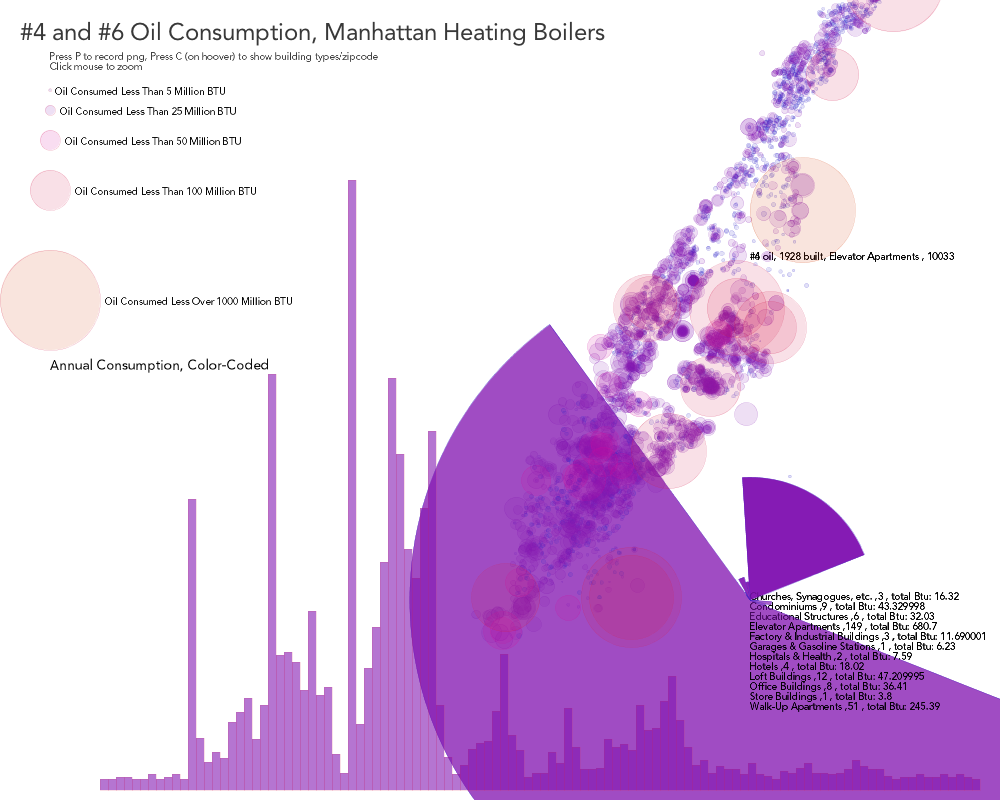 #4 and #6 Oil Consumption, Manhattan Heating Boilers
Press P to record png, Press C (on hoover) to show building types/zipcode
Click mouse to zoom
Oil Consumed Less Than 5 Million BTU
Oil Consumed Less Than 25 Million BTU
Oil Consumed Less Than 50 Million BTU
Oil Consumed Less Than 100 Million BTU
Oil Consumed Less Over 1000 Million BTU
Annual Consumption, Color-Coded
oil, 1928 built, Elevator Apartments , 10033
Churches, Synagogues, etc. ,3 , total Btu: 16.32
Condominiums ,9 , total Btu: 43.329998
Educational Structures ,6 , total Btu: 32.03
Elevator Apartments ,149 , total Btu: 680.7
Factory & Industrial Buildings ,3 , total Btu: 11.690001
Garages & Gasoline Stations ,1 , total Btu: 6.23
Hospitals & Health ,2 , total Btu: 7.59
Hotels ,4 , total Btu: 18.02
Loft Buildings ,12 , total Btu: 47.209995
Office Buildings ,8 , total Btu: 36.41
Store Buildings ,1 , total Btu: 3.8
Walk-Up Apartments ,51 , total Btu: 245.39